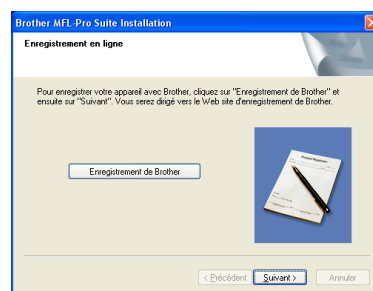 Brother MFL-Pro Suite Installation
Enregistrement en ligne
Pour enregistrer votre appareil avec Brother, cliquez sur "Enregistrement de Brother" et
ensuite sur "Suivant". Vous serez dirigé vers le Web site d'enregistrement de Brother.
Enregistrement de Brother
< Précédent
Suivant >
Annuler